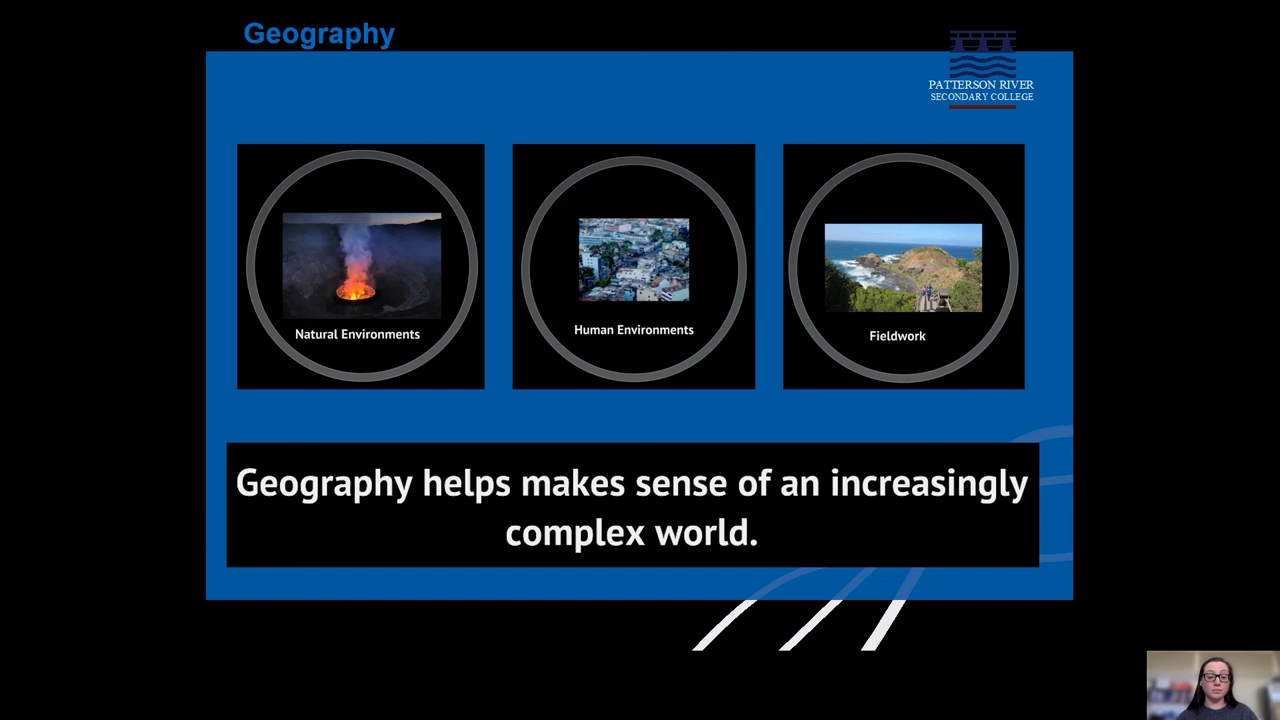 Geography
PATTERSON RIVER
SECONDARY COLLEGE
Natural Environments
Human Environments
Fieldwork
Geography helps makes sense of an increasingly
complex world.